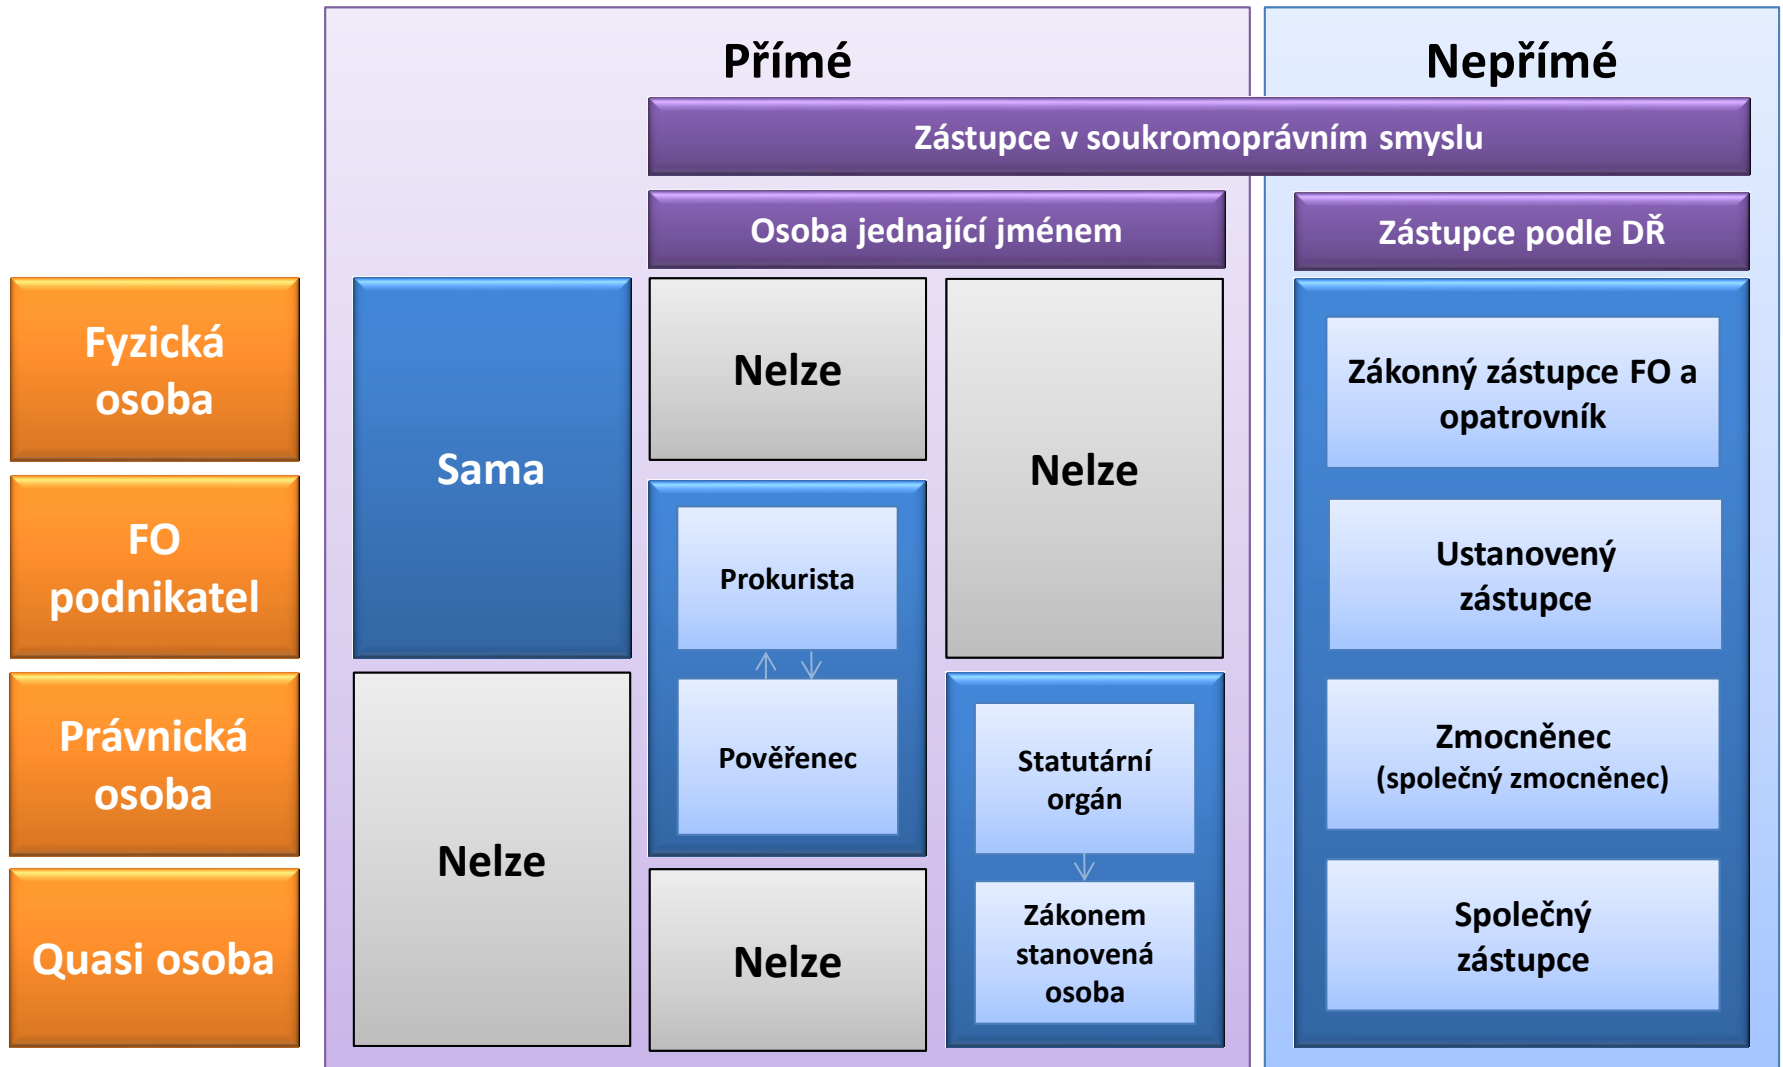 Přímé
Nepřímé
Zástupce v soukromoprávním smyslu
Osoba jednající jménem
Zástupce podle DŘ
Fyzická
osoba
FO
podnikatel
Právnická
osoba
Quasi osoba
Sama
Nelze
Nelze
Prokurista
Pověřenec
Nelze
Nelze
Statutární
orgán
Zákonem
stanovená
osoba
Zákonný zástupce FO a
opatrovník
Ustanovený
zástupce
Zmocněnec
(společný zmocněnec)
Společný
zástupce